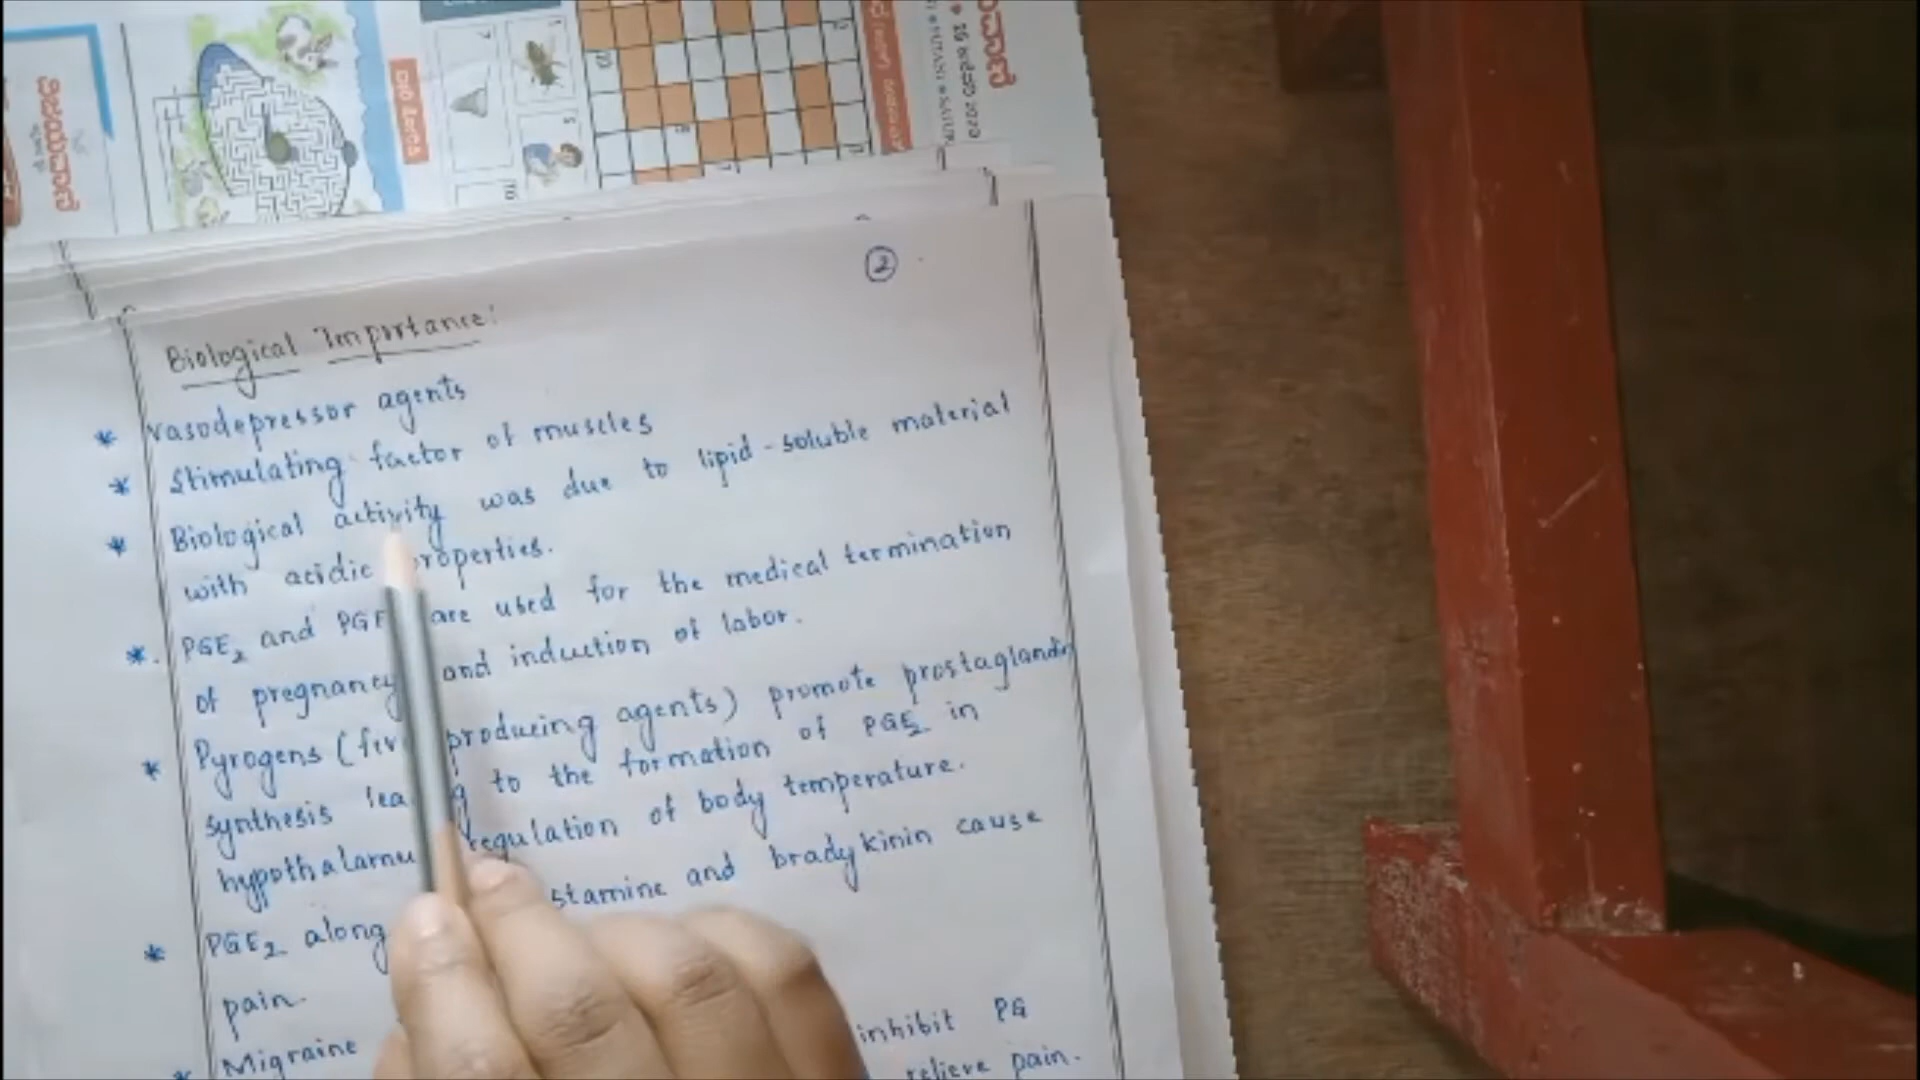 2
Biological Importance:
* Vasodepressor agents
* Stimulating factor of muscles
* Biological activity was due to lipid-soluble material
with acidic properties.
*. PGE2 and PGF are used for the medical termination
of pregnancy and induction of labor.
* Pyrogens (fev producing agents) promote prostaglandin
synthesis lea g to the formation of PGE2 in
hypothalamu regulation of body temperature.
* PGE2 along stamine and bradykinin cause
pain.
* Migraine inhibit PG
relieve pain.